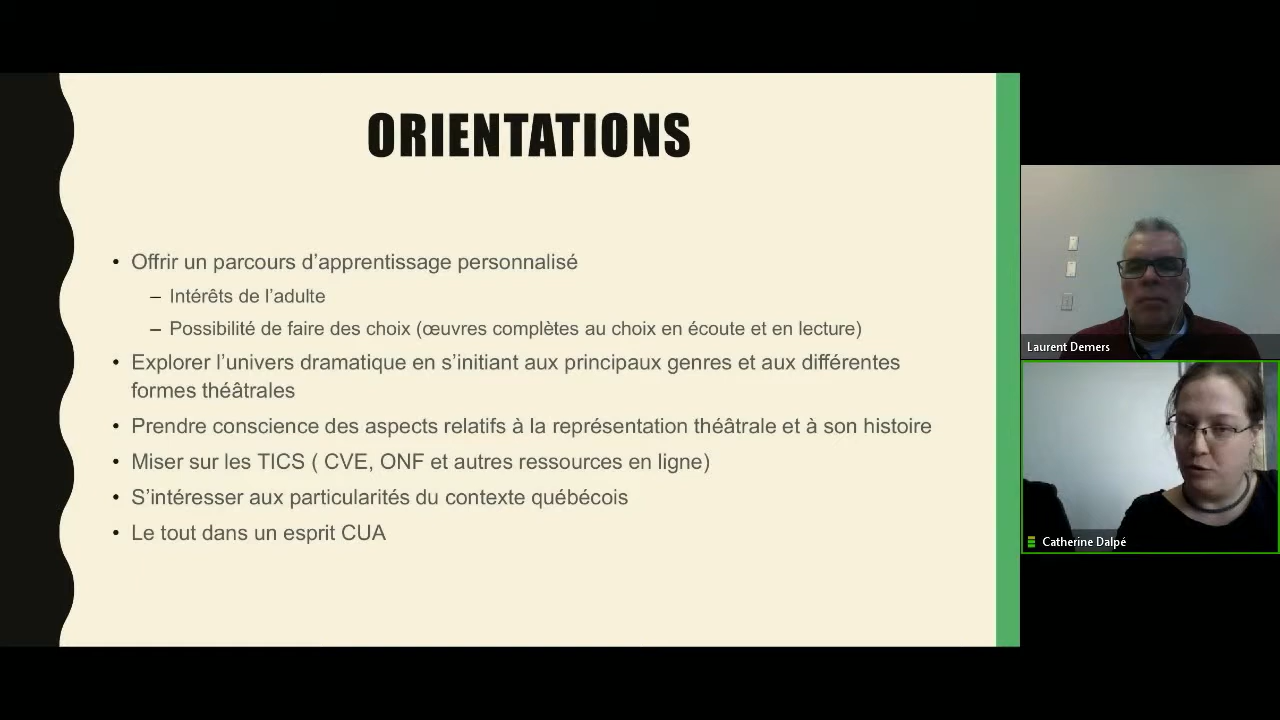 ORIENTATIONS
• Offrir un parcours d’apprentissage personnalisé
– Intérêts de l’adulte
– Possibilité de faire des choix (œuvres complètes au choix en écoute et en lecture)
• Explorer l’univers dramatique en s’initiant aux principaux genres et aux différentes
formes théâtrales
• Prendre conscience des aspects relatifs à la représentation théâtrale et à son histoire
• Miser sur les TICS ( CVE, ONF et autres ressources en ligne)
• S’intéresser aux particularités du contexte québécois
• Le tout dans un esprit CUA
Laurent Demers
Catherine Dalpé